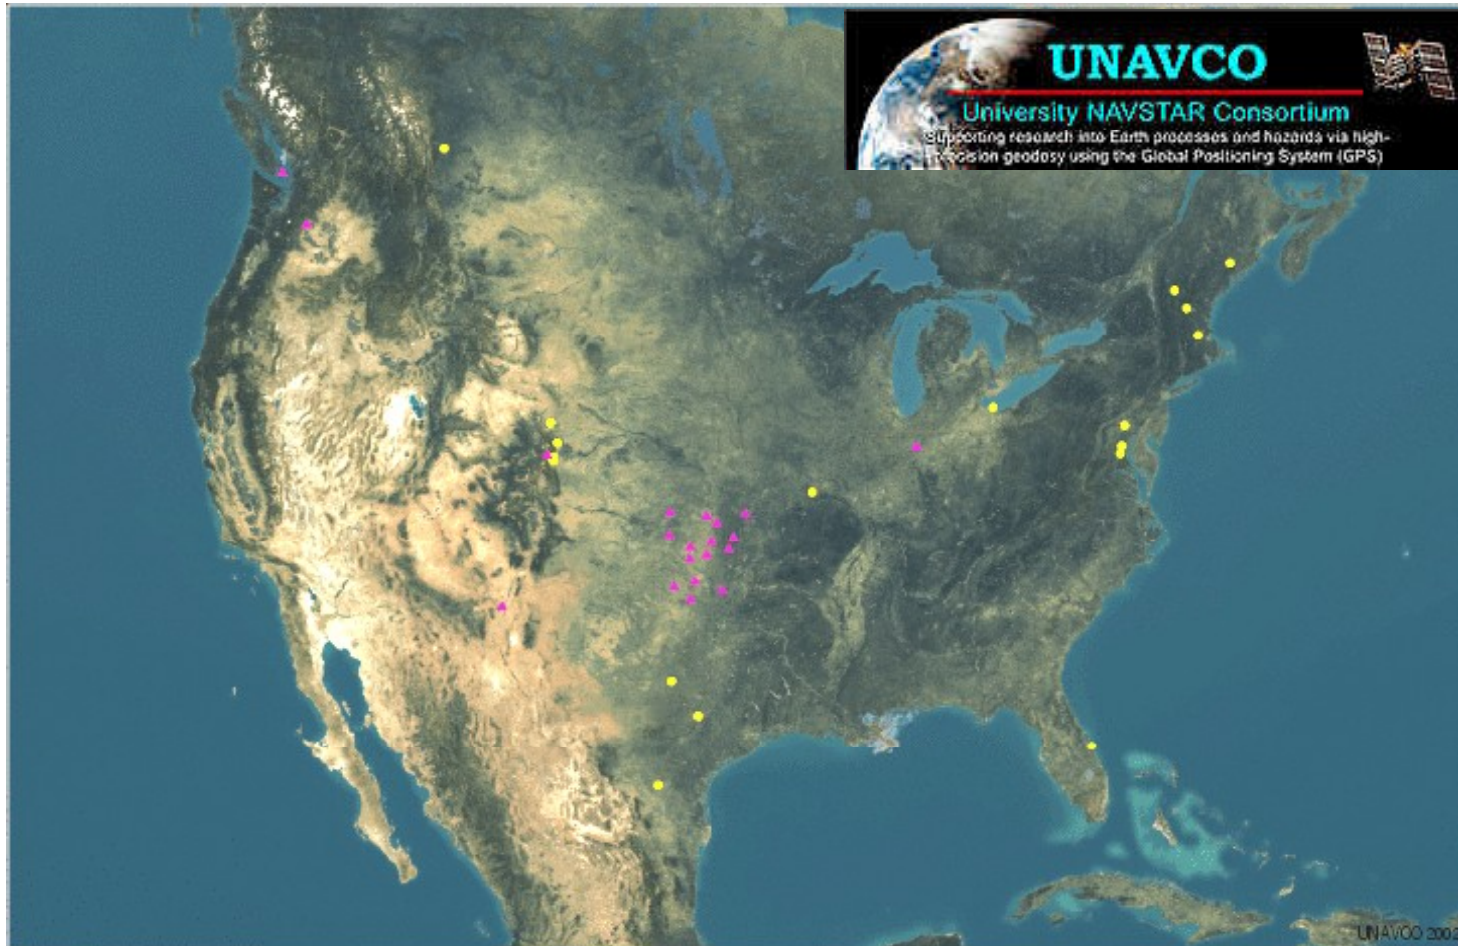 UNAVCO
University NAVSTAR Consortium
Supporting research into Earth processes and hazards via high-
precision geodesy using the Global Positioning System (GPS)
UNAVCO 2002